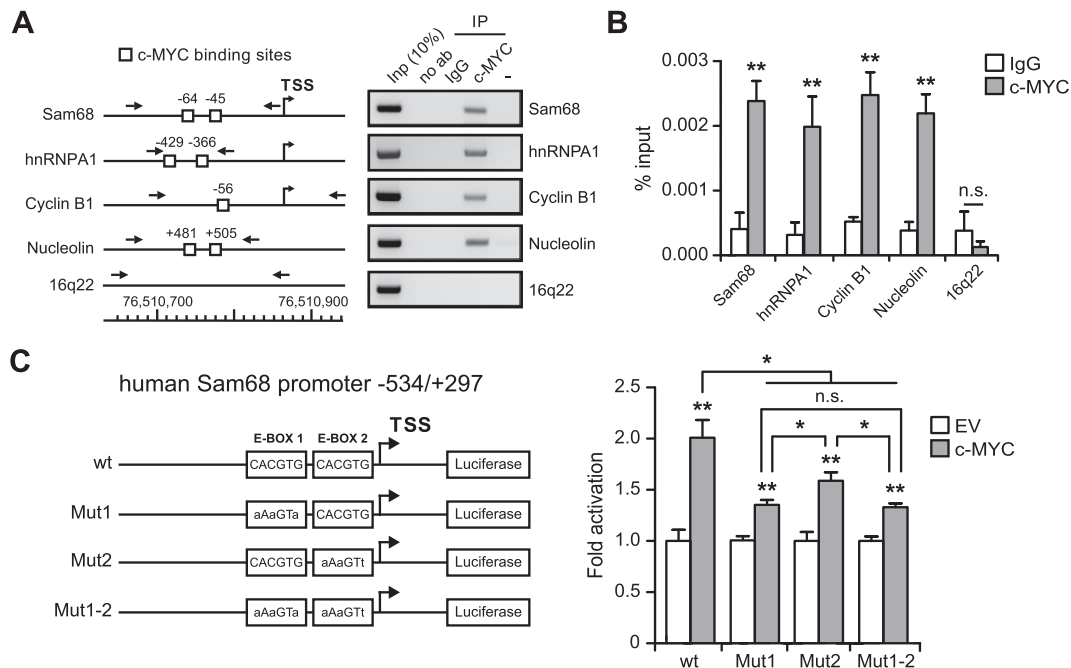 A
c-MYC binding sites
TSS
Sam68
-64 -45
hnRNPA1
-429 -366
Cyclin B1
-56
Nucleolin
+481 +505
16q22
76,510,700 76,510,900
IP
Inp (10%)
no ab
IgG
c-MYC
-
Sam68
hnRNPA1
Cyclin B1
Nucleolin
16q22
B
IgG
c-MYC
% input
0.003
0.002
0.001
0.000
** ** ** ** n.s.
Sam68
hnRNPA1
Cyclin B1
Nucleolin
16q22
C
human Sam68 promoter -534/+297
TSS
E-BOX 1 E-BOX 2
wt CACGTG CACGTG Luciferase
Mut1 aAaGTa CACGTG Luciferase
Mut2 CACGTG aAaGTt Luciferase
Mut1-2 aAaGTa aAaGTt Luciferase
Fold activation
2.5
2.0
1.5
1.0
0.5
0
*
n.s.
* *
** ** ** **
EV
c-MYC
wt Mut1 Mut2 Mut1-2